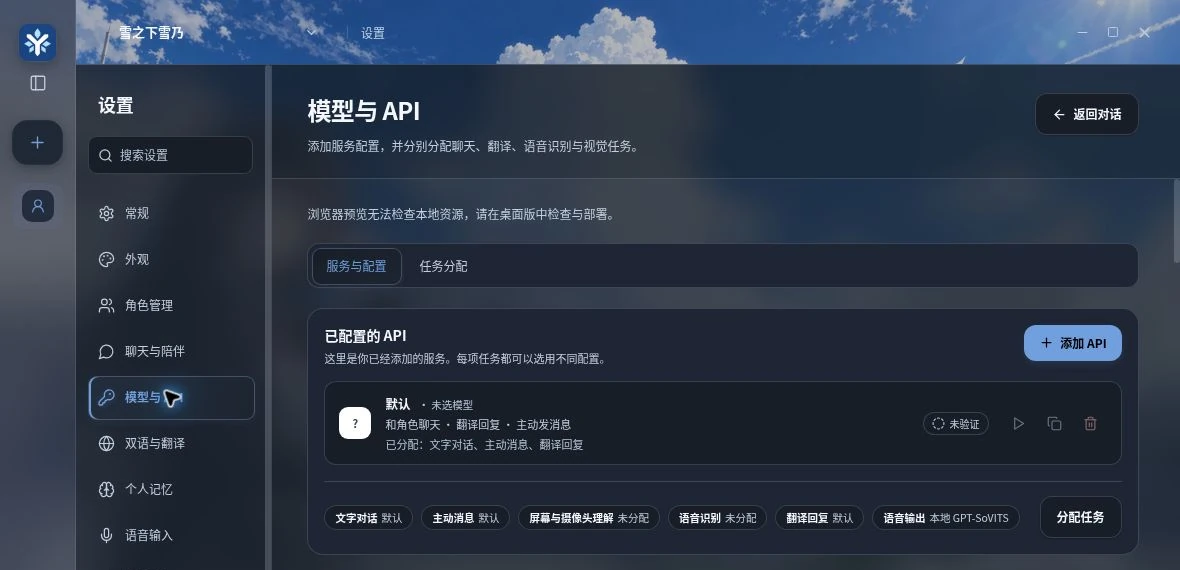 雪之下雪乃
设置
设置
搜索设置
常规
外观
角色管理
聊天与陪伴
模型与
双语与翻译
个人记忆
语音输入
模型与 API
添加服务配置，并分别分配聊天、翻译、语音识别与视觉任务。
返回对话
浏览器预览无法检查本地资源，请在桌面版中检查与部署。
服务与配置
任务分配
已配置的 API
这里是你已经添加的服务。每项任务都可以选用不同配置。
添加 API
?
默认 · 未选模型
和角色聊天 · 翻译回复 · 主动发消息
已分配：文字对话、主动消息、翻译回复
未验证
文字对话 默认
主动消息 默认
屏幕与摄像头理解 未分配
语音识别 未分配
翻译回复 默认
语音输出 本地 GPT-SoVITS
分配任务